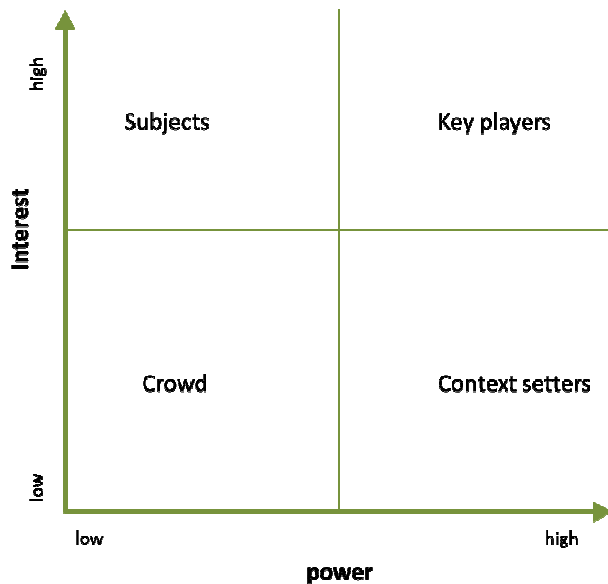 high
Subjects
Key players
Interest
Crowd
Context setters
low
low
high
power